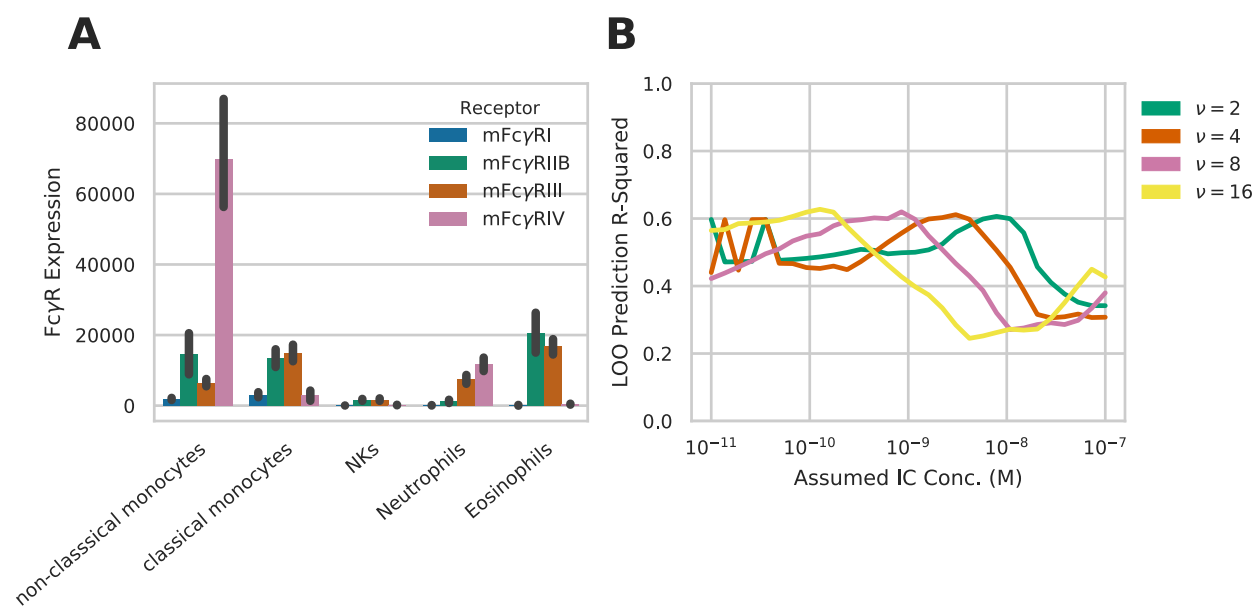 A
FcγR Expression
80000
60000
40000
20000
0
Receptor
mFcγRI
mFcγRIIB
mFcγRIII
mFcγRIV
non-classsical monocytes
classical monocytes
NKs
Neutrophils
Eosinophils
B
LOO Prediction R-Squared
1.0
0.8
0.6
0.4
0.2
0.0
10⁻¹¹
10⁻¹⁰
10⁻⁹
10⁻⁸
10⁻⁷
Assumed IC Conc. (M)
ν = 2
ν = 4
ν = 8
ν = 16